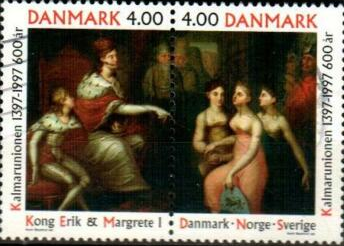 DANMARK 4.00
Kalmarunionen 1397-1997 600 år
Kong Erik & Margrete I
4.00 DANMARK
Danmark · Norge · Sverige
Kalmarunionen 1397-1997 600 år